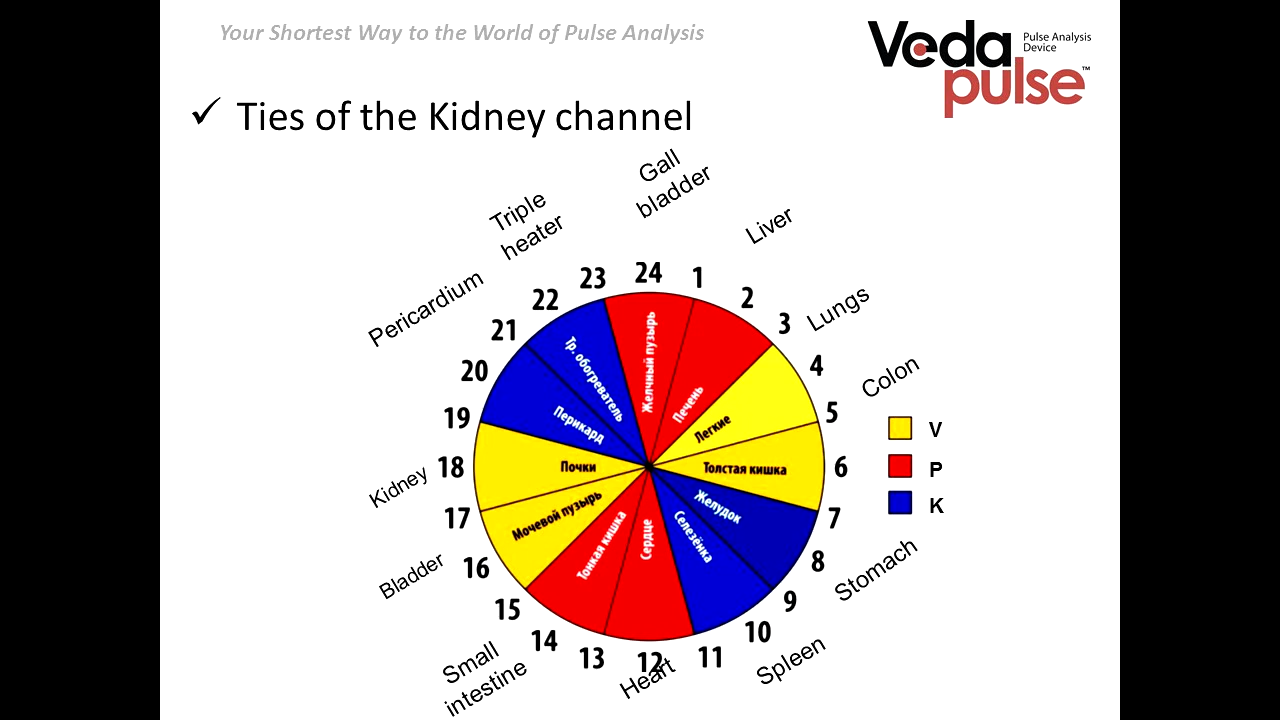 Your Shortest Way to the World of Pulse Analysis
Veda
Pulse Analysis
Device
pulse™
✓ Ties of the Kidney channel
Gall
bladder
Triple
heater
Liver
Pericardium
Lungs
Colon
Kidney
Bladder
Stomach
Small
intestine
Heart
Spleen
24
1
2
3
4
5
6
7
8
9
10
11
12
13
14
15
16
17
18
19
20
21
22
23
Желчный пузырь
Печень
Легкие
Толстая кишка
Желудок
Селезёнка
Сердце
Тонкая кишка
Мочевой пузырь
Почки
Перикард
Тр. обогреватель
V
P
K